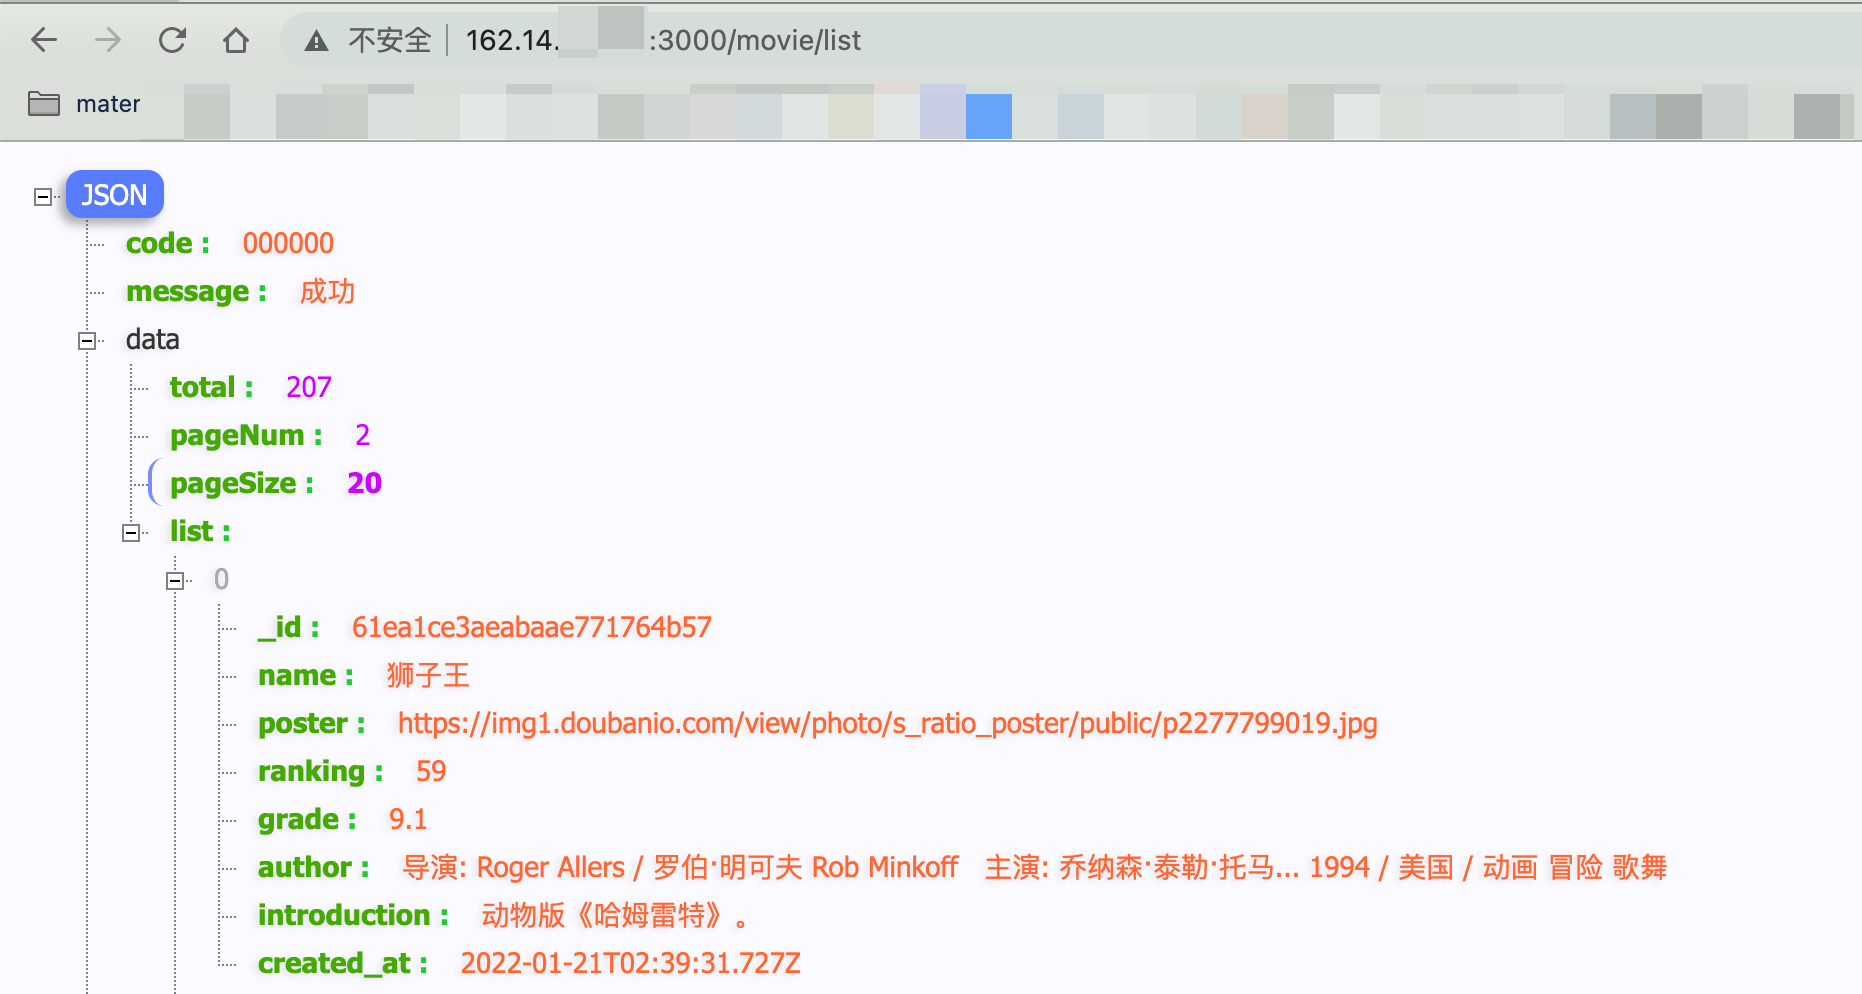 不安全 162.14. :3000/movie/list
mater
JSON
code : 000000
message : 成功
data
total : 207
pageNum : 2
pageSize : 20
list :
0
_id : 61ea1ce3aeabaae771764b57
name : 狮子王
poster : https://img1.doubanio.com/view/photo/s_ratio_poster/public/p2277799019.jpg
ranking : 59
grade : 9.1
author : 导演: Roger Allers / 罗伯·明可夫 Rob Minkoff 主演: 乔纳森·泰勒·托马... 1994 / 美国 / 动画 冒险 歌舞
introduction : 动物版《哈姆雷特》。
created_at : 2022-01-21T02:39:31.727Z